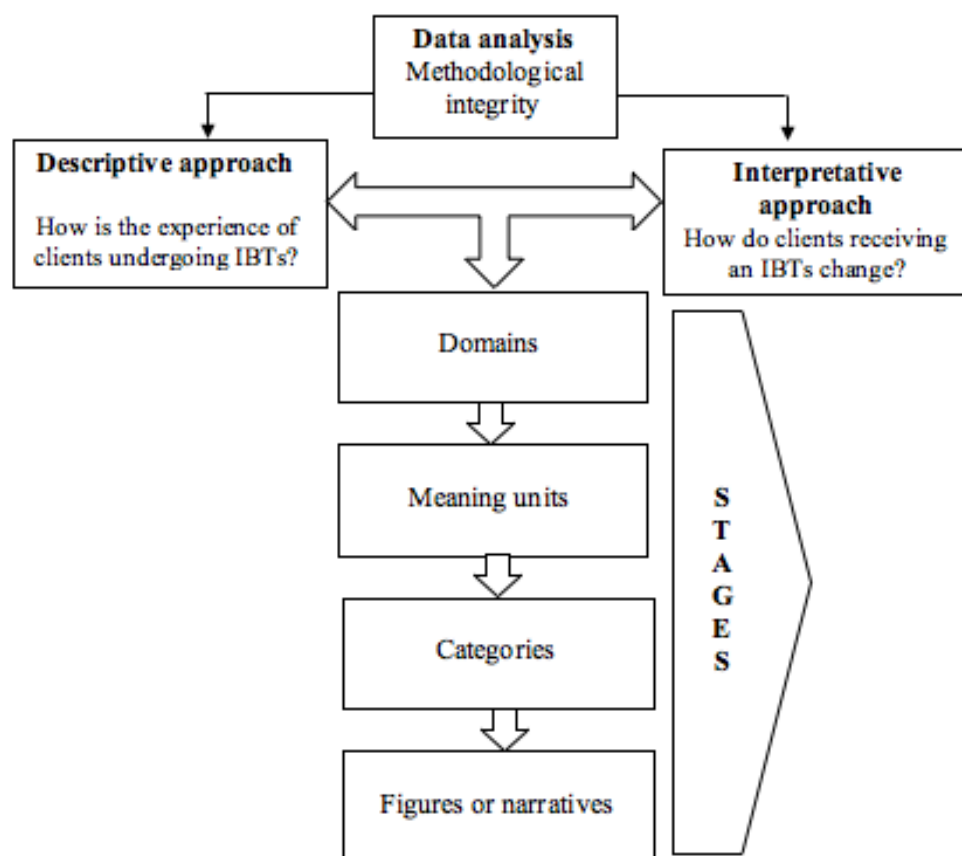 Data analysis
Methodological
integrity
Descriptive approach
How is the experience of
clients undergoing IBTs?
Interpretative
approach
How do clients receiving
an IBTs change?
Domains
Meaning units
Categories
Figures or narratives
S
T
A
G
E
S